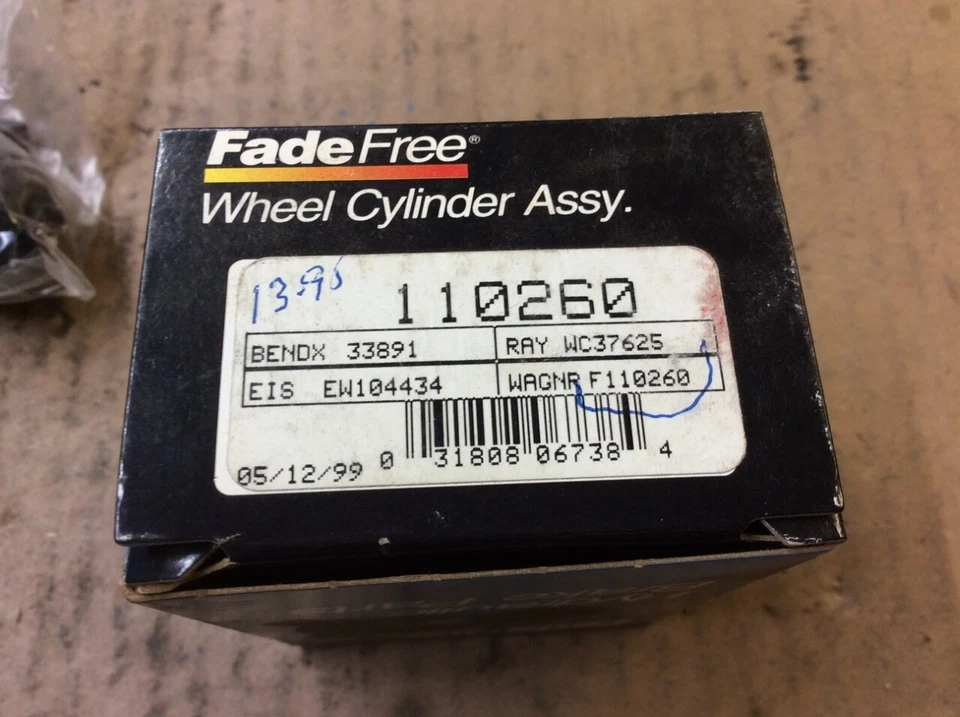 FadeFree®
Wheel Cylinder Assy.
13.95
110260
BENDX 33891 RAY WC37625
EIS EW104434 WAGNR F110260
05/12/99 0 31808 06738 4